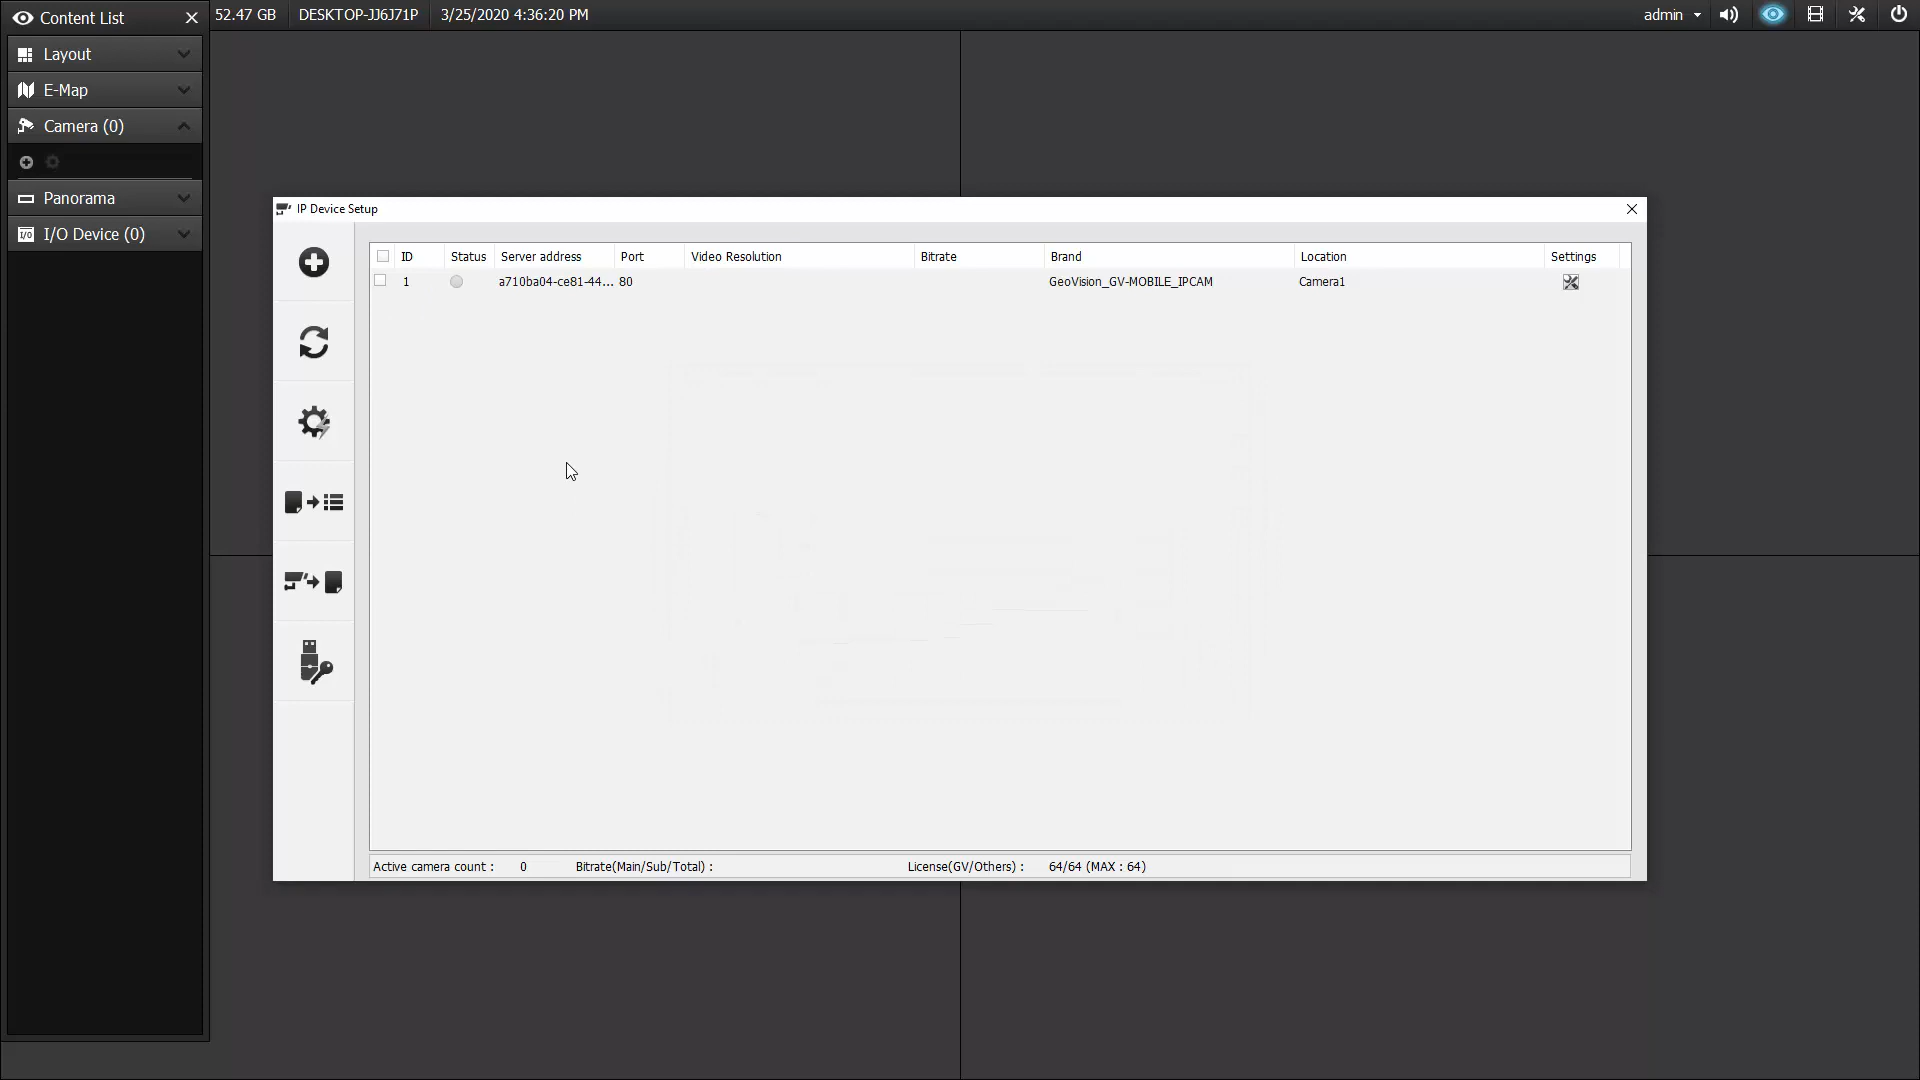 Content List
52.47 GB
DESKTOP-JJ6J71P
3/25/2020 4:36:20 PM
admin
Layout
E-Map
Camera (0)
Panorama
I/O Device (0)
IP Device Setup
ID Status Server address Port Video Resolution Bitrate Brand Location Settings
1 a710ba04-ce81-44... 80 GeoVision_GV-MOBILE_IPCAM Camera1
Active camera count : 0 Bitrate(Main/Sub/Total) : License(GV/Others) : 64/64 (MAX : 64)